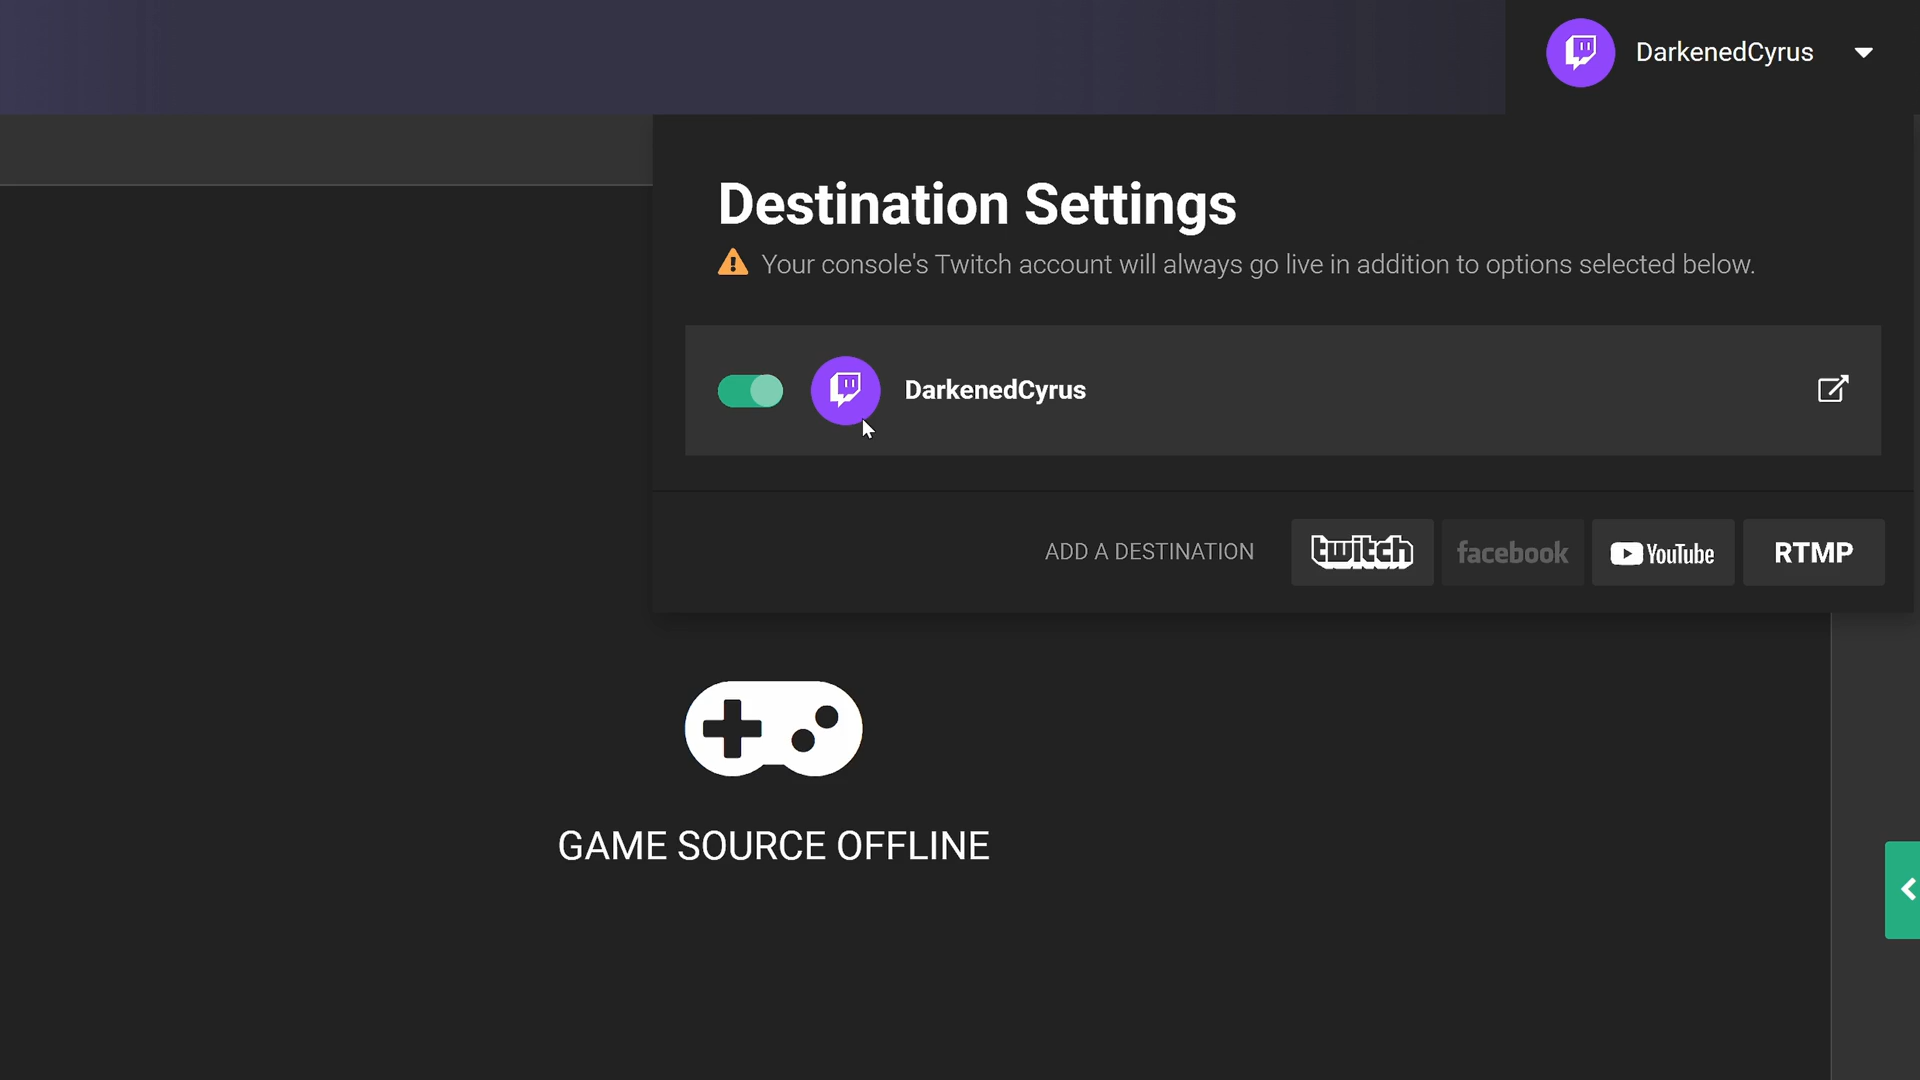 DarkenedCyrus
Destination Settings
Your console's Twitch account will always go live in addition to options selected below.
DarkenedCyrus
ADD A DESTINATION
twitch
facebook
YouTube
RTMP
GAME SOURCE OFFLINE